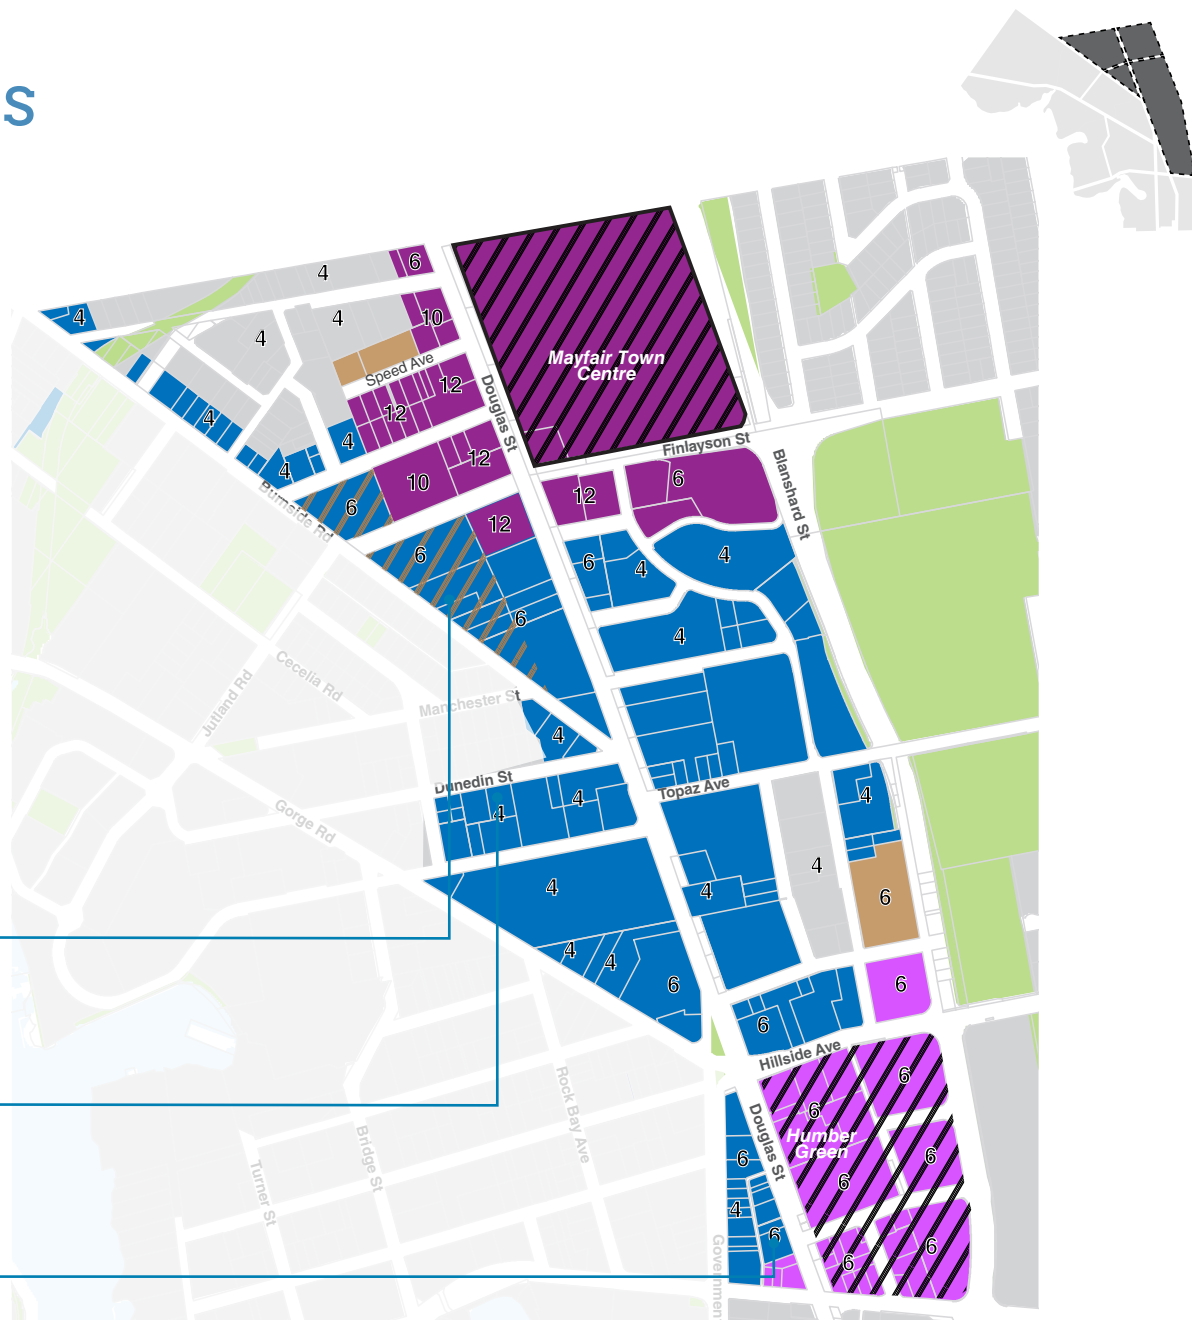 s
4
6
4
4
4
10
Speed Ave
12
12
Mayfair Town
Centre
Douglas St
4
4
4
12
10
12
6
Finlayson St
6
12
Blanshard St
Burnside Rd
6
6
4
6
4
6
4
Cecelia Rd
Jutland Rd
Manchester St
4
Dunedin St
4
4
Topaz Ave
4
Gorge Rd
4
4
4
6
4
4
6
6
6
Hillside Ave
6
6
Humber
Green
Douglas St
6
6
6
4
6
6
6
Rock Bay Ave
Bridge St
Turner St
Governmen